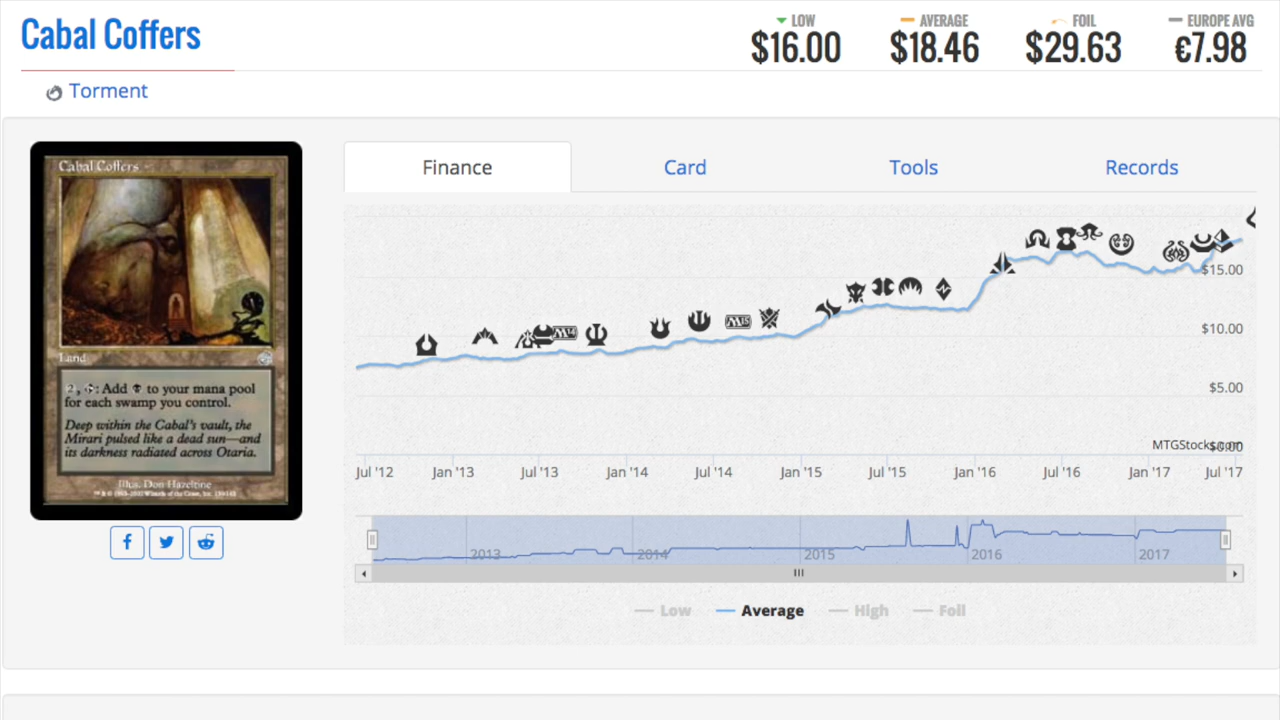 Cabal Coffers
LOW
$16.00
AVERAGE
$18.46
FOIL
$29.63
EUROPE AVG
€7.98
Torment
Cabal Coffers
Land
2, : Add to your mana pool
for each swamp you control.
Deep within the Cabal's vault, the
Mirari pulsed like a dead sun—and
its darkness radiated across Otaria.
Illus. Don Hazeltine
Finance
Card
Tools
Records
$15.00
$10.00
$5.00
$0.00
MTGStocks.com
Jul '12
Jan '13
Jul '13
Jan '14
Jul '14
Jan '15
Jul '15
Jan '16
Jul '16
Jan '17
Jul '17
2013
2014
2015
2016
2017
Low
Average
High
Foil